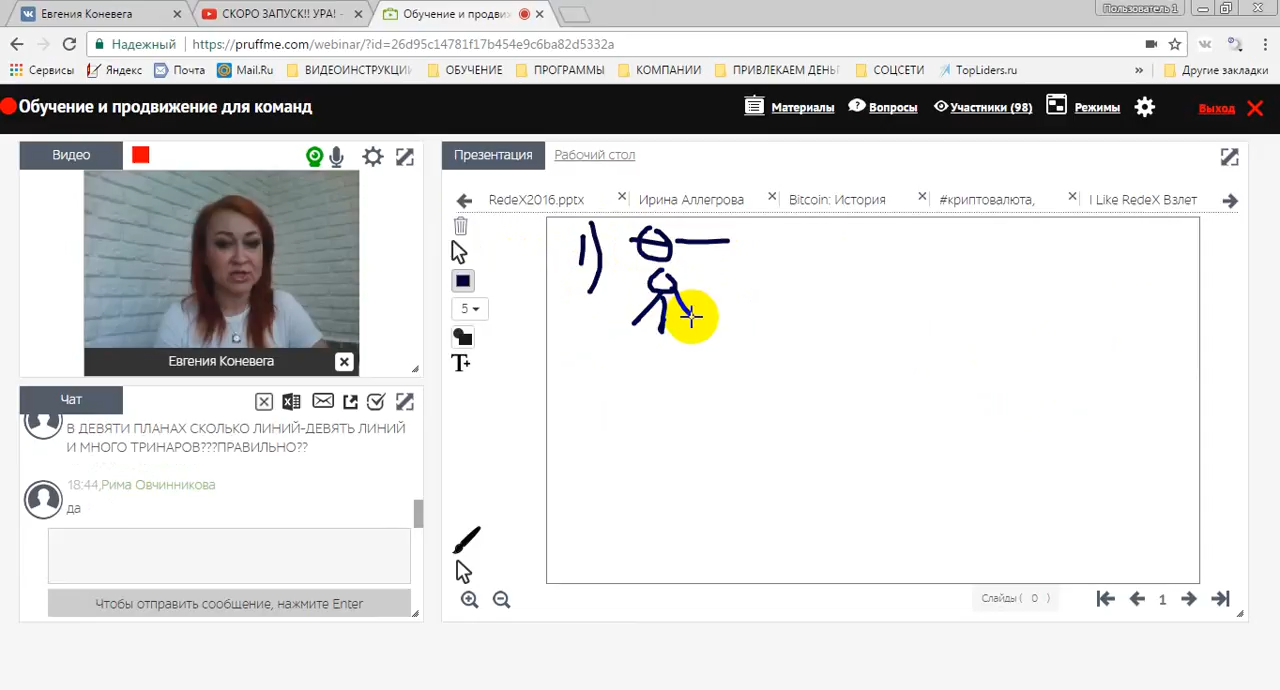 Евгения Коневега
СКОРО ЗАПУСК!! УРА! -
Обучение и продвиж
Пользователь 1
Надежный
https://pruffme.com/webinar/?id=26d95c14781f17b454e9c6ba82d5332a
Сервисы
Яндекс
Почта
Mail.Ru
ВИДЕОИНСТРУКЦИ
ОБУЧЕНИЕ
ПРОГРАММЫ
КОМПАНИИ
ПРИВЛЕКАЕМ ДЕНЬГ
СОЦСЕТИ
TopLiders.ru
»
Другие закладки
Обучение и продвижение для команд
Материалы
Вопросы
Участники (98)
Режимы
Выход
Видео
Евгения Коневега
Чат
В ДЕВЯТИ ПЛАНАХ СКОЛЬКО ЛИНИЙ-ДЕВЯТЬ ЛИНИЙ
И МНОГО ТРИНАРОВ???ПРАВИЛЬНО??
18:44,Рима Овчинникова
да
Чтобы отправить сообщение, нажмите Enter
Презентация
Рабочий стол
RedeX2016.pptx
Ирина Аллегрова
Bitcoin: История
#криптовалюта,
I Like RedeX Взлет
5
T+
1)
Слайды ( 0 )
1